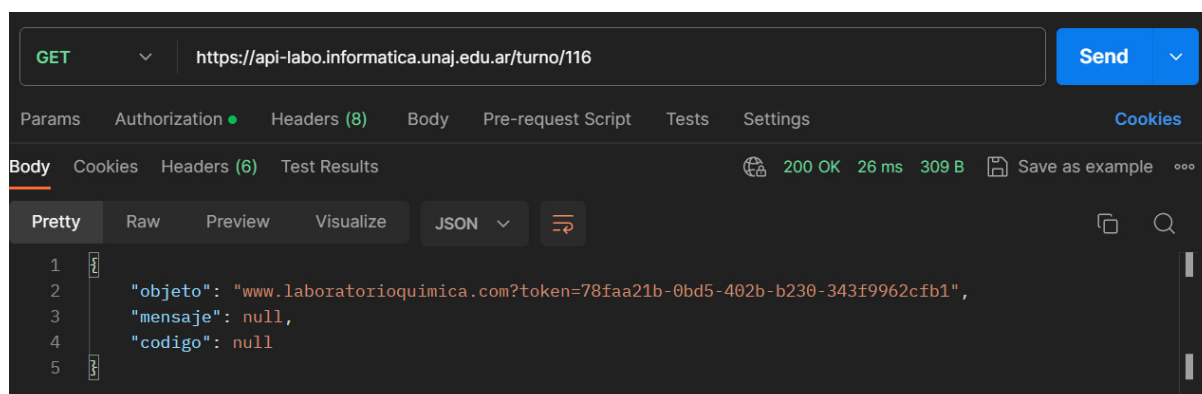 GET https://api-labo.informatica.unaj.edu.ar/turno/116 Send
Params Authorization Headers (8) Body Pre-request Script Tests Settings Cookies
Body Cookies Headers (6) Test Results 200 OK 26 ms 309 B Save as example
Pretty Raw Preview Visualize JSON
1 {
2 "objeto": "www.laboratorioquimica.com?token=78faa21b-0bd5-402b-b230-343f9962cfb1",
3 "mensaje": null,
4 "codigo": null
5 }